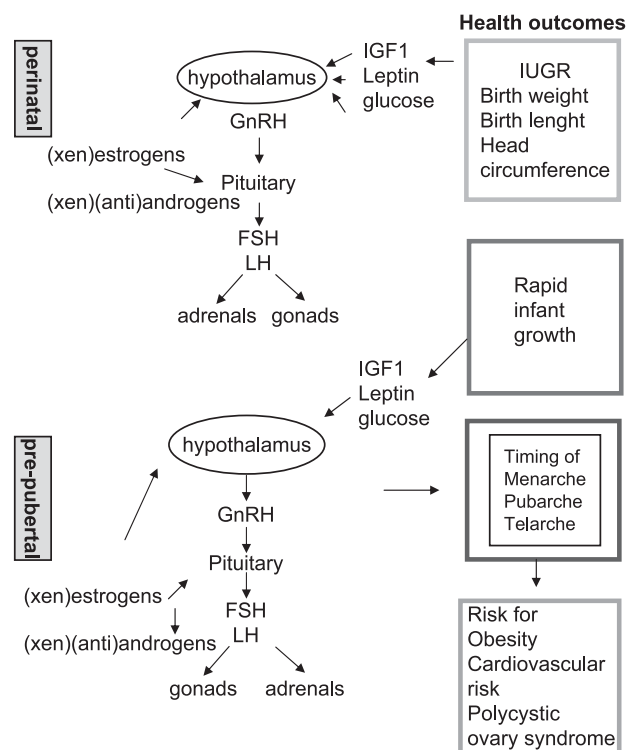 Health outcomes
perinatal
hypothalamus
IGF1
Leptin
glucose
IUGR
Birth weight
Birth lenght
Head
circumference
GnRH
(xen)estrogens
Pituitary
(xen)(anti)androgens
FSH
LH
adrenals gonads
Rapid
infant
growth
IGF1
Leptin
glucose
pre-pubertal
hypothalamus
Timing of
Menarche
Pubarche
Telarche
GnRH
Pituitary
(xen)estrogens
FSH
LH
(xen)(anti)androgens
gonads adrenals
Risk for
Obesity
Cardiovascular
risk
Polycystic
ovary syndrome